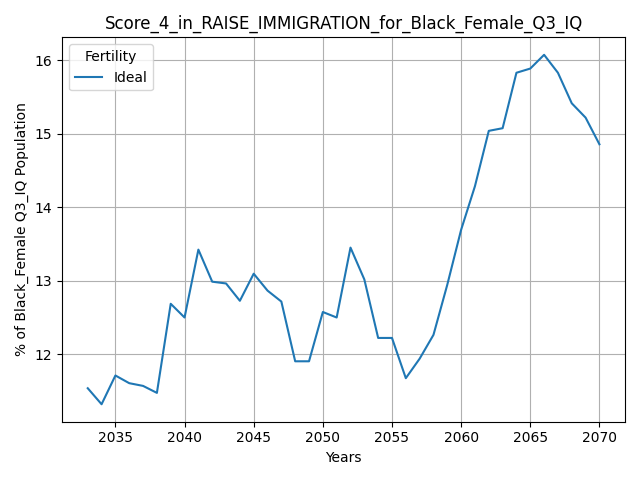 Score_4_in_RAISE_IMMIGRATION_for_Black_Female_Q3_IQ
Fertility
Ideal
% of Black_Female Q3_IQ Population
16
15
14
13
12
2035 2040 2045 2050 2055 2060 2065 2070
Years